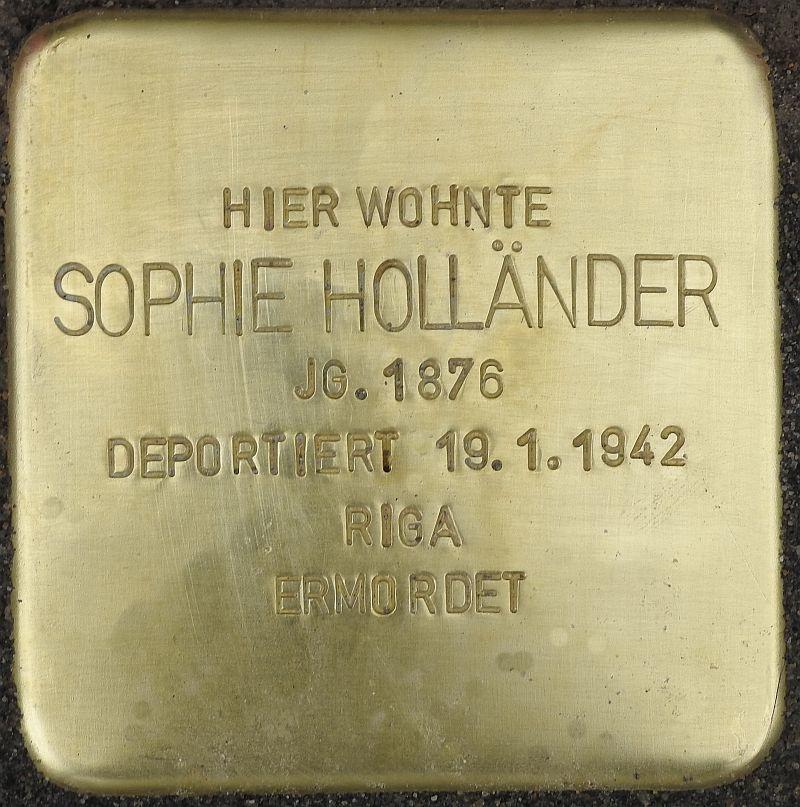 HIER WOHNTE
SOPHIE HOLLÄNDER
JG. 1876
DEPORTIERT 19.1.1942
RIGA
ERMORDET